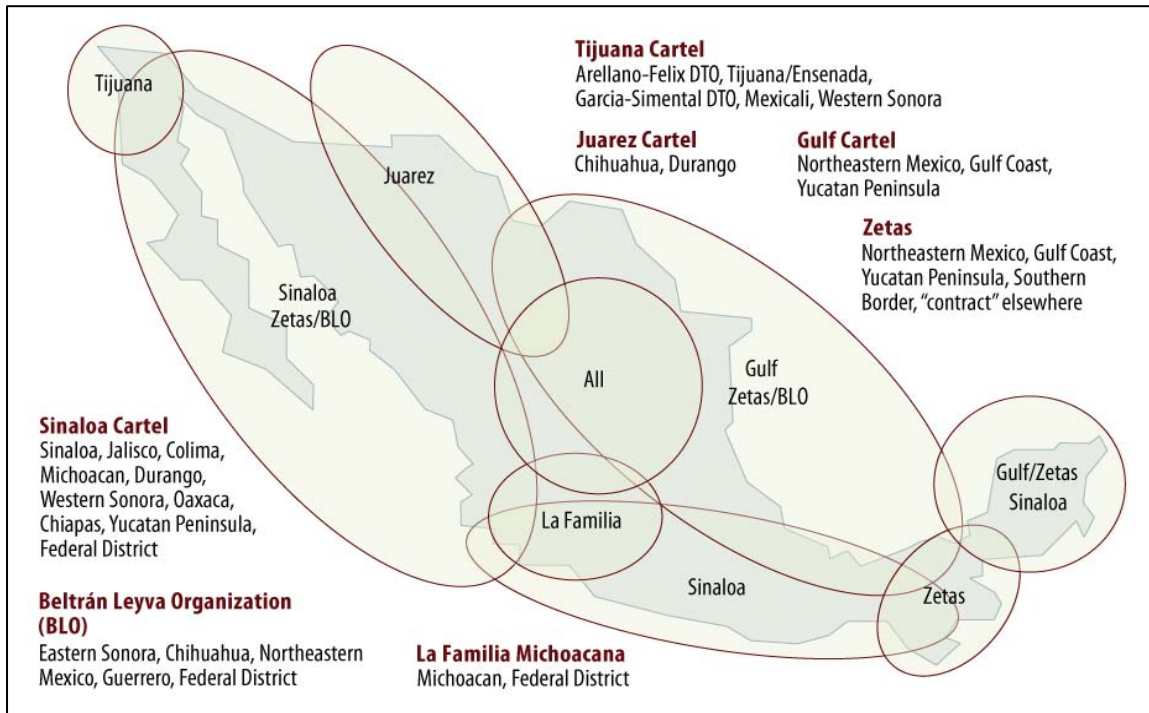 Tijuana Cartel
Arellano-Felix DTO, Tijuana/Ensenada,
Garcia-Simental DTO, Mexicali, Western Sonora
Juarez Cartel
Chihuahua, Durango
Gulf Cartel
Northeastern Mexico, Gulf Coast,
Yucatan Peninsula
Zetas
Northeastern Mexico, Gulf Coast,
Yucatan Peninsula, Southern
Border, “contract” elsewhere
Tijuana
Juarez
Sinaloa
Zetas/BLO
All
Gulf
Zetas/BLO
Gulf/Zetas
Sinaloa
La Familia
Sinaloa
Zetas
Sinaloa Cartel
Sinaloa, Jalisco, Colima,
Michoacan, Durango,
Western Sonora, Oaxaca,
Chiapas, Yucatan Peninsula,
Federal District
Beltrán Leyva Organization
(BLO)
Eastern Sonora, Chihuahua, Northeastern
Mexico, Guerrero, Federal District
La Familia Michoacana
Michoacan, Federal District